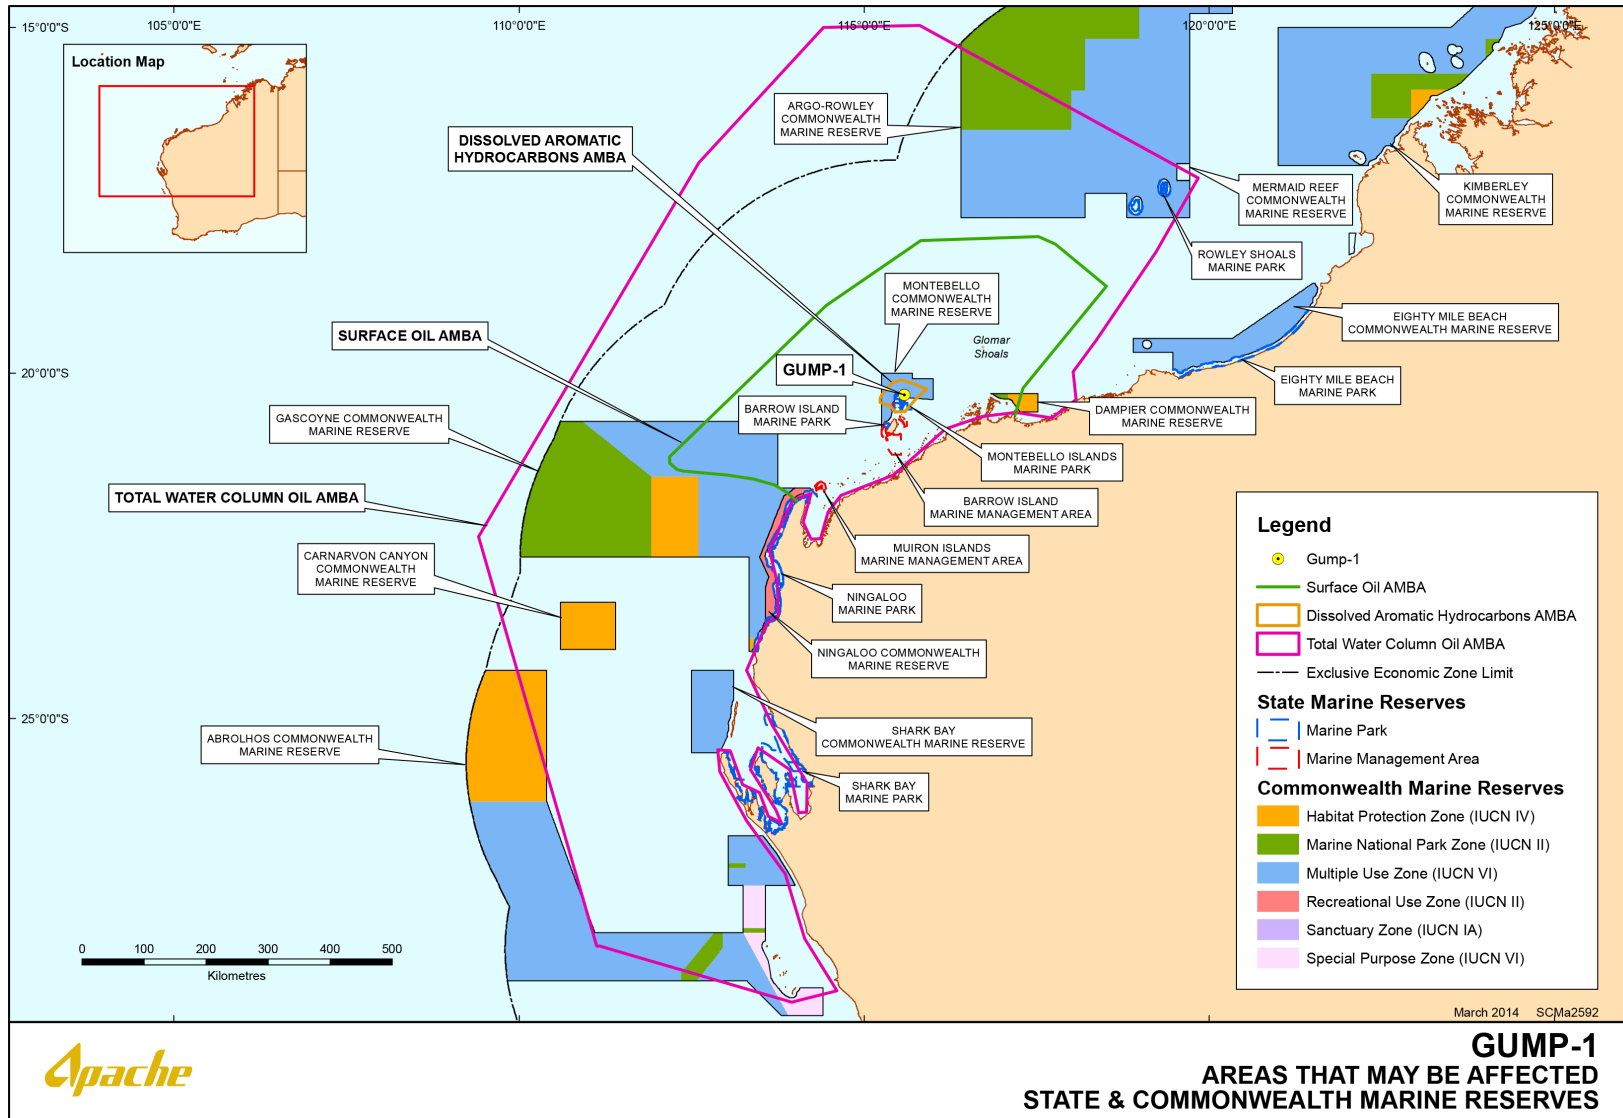 105°0'0"E
110°0'0"E
115°0'0"E
120°0'0"E
125°0'0"E
15°0'0"S
20°0'0"S
25°0'0"S
Location Map
ARGO-ROWLEY
COMMONWEALTH
MARINE RESERVE
DISSOLVED AROMATIC
HYDROCARBONS AMBA
MERMAID REEF
COMMONWEALTH
MARINE RESERVE
KIMBERLEY
COMMONWEALTH
MARINE RESERVE
ROWLEY SHOALS
MARINE PARK
MONTEBELLO
COMMONWEALTH
MARINE RESERVE
EIGHTY MILE BEACH
COMMONWEALTH MARINE RESERVE
SURFACE OIL AMBA
Glomar
Shoals
GUMP-1
EIGHTY MILE BEACH
MARINE PARK
BARROW ISLAND
MARINE PARK
DAMPIER COMMONWEALTH
MARINE RESERVE
GASCOYNE COMMONWEALTH
MARINE RESERVE
MONTEBELLO ISLANDS
MARINE PARK
TOTAL WATER COLUMN OIL AMBA
BARROW ISLAND
MARINE MANAGEMENT AREA
MUIRON ISLANDS
MARINE MANAGEMENT AREA
CARNARVON CANYON
COMMONWEALTH
MARINE RESERVE
NINGALOO
MARINE PARK
NINGALOO COMMONWEALTH
MARINE RESERVE
ABROLHOS COMMONWEALTH
MARINE RESERVE
SHARK BAY
COMMONWEALTH MARINE RESERVE
SHARK BAY
MARINE PARK
Legend
Gump-1
Surface Oil AMBA
Dissolved Aromatic Hydrocarbons AMBA
Total Water Column Oil AMBA
Exclusive Economic Zone Limit
State Marine Reserves
Marine Park
Marine Management Area
Commonwealth Marine Reserves
Habitat Protection Zone (IUCN IV)
Marine National Park Zone (IUCN II)
Multiple Use Zone (IUCN VI)
Recreational Use Zone (IUCN II)
Sanctuary Zone (IUCN IA)
Special Purpose Zone (IUCN VI)
0 100 200 300 400 500
Kilometres
March 2014 SCMa2592
Apache
GUMP-1
AREAS THAT MAY BE AFFECTED
STATE & COMMONWEALTH MARINE RESERVES